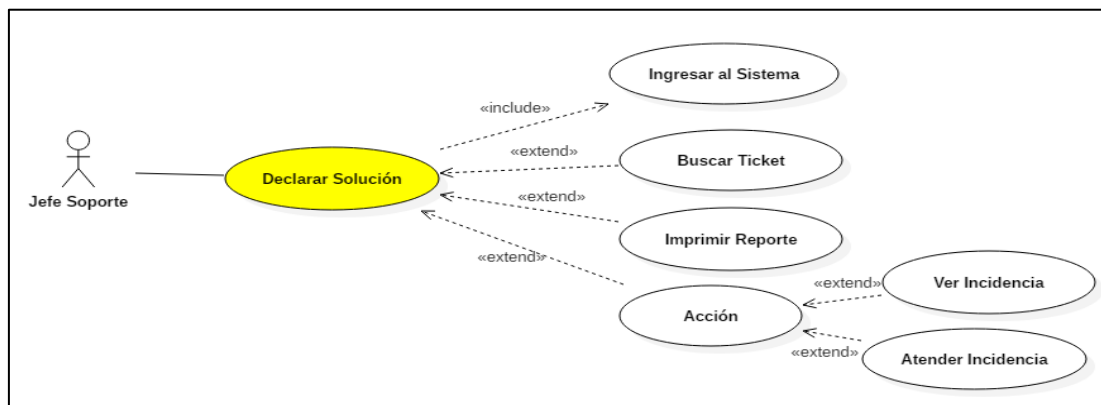 Ingresar al Sistema
«include»
«extend»
Buscar Ticket
Declarar Solución
Jefe Soporte
«extend»
Imprimir Reporte
«extend»
Ver Incidencia
«extend»
Acción
«extend»
Atender Incidencia